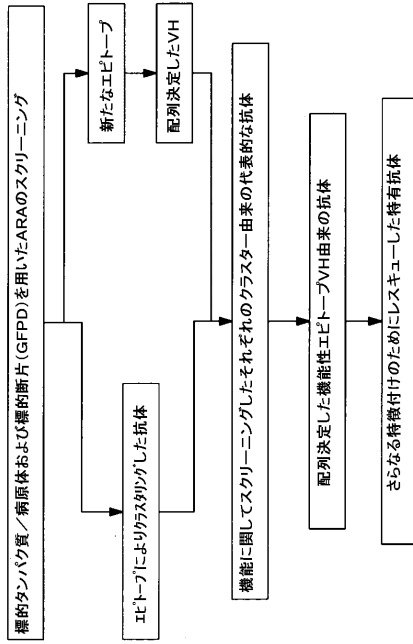 標的タンパク質／病原体および標的断片(GFPD)を用いたARAのスクリーニング
新たなエピトープ
配列決定したVH
エピトープによりクラスタリングした抗体
機能に関してスクリーニングしたそれぞれのクラスター由来の代表的な抗体
配列決定した機能性エピトープVH由来の抗体
さらなる特徴付けのためにレスキューした特有抗体